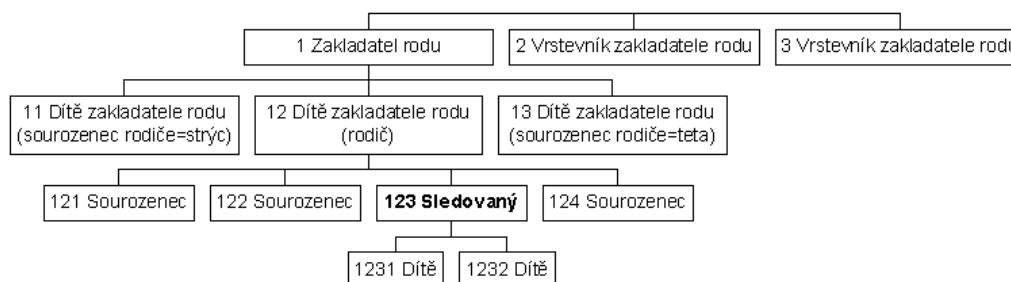 1 Zakladatel rodu
2 Vrstevník zakladatele rodu
3 Vrstevník zakladatele rodu
11 Dítě zakladatele rodu
(sourozenec rodiče=strýc)
12 Dítě zakladatele rodu
(rodič)
13 Dítě zakladatele rodu
(sourozenec rodiče=teta)
121 Sourozenec
122 Sourozenec
123 Sledovaný
124 Sourozenec
1231 Dítě
1232 Dítě